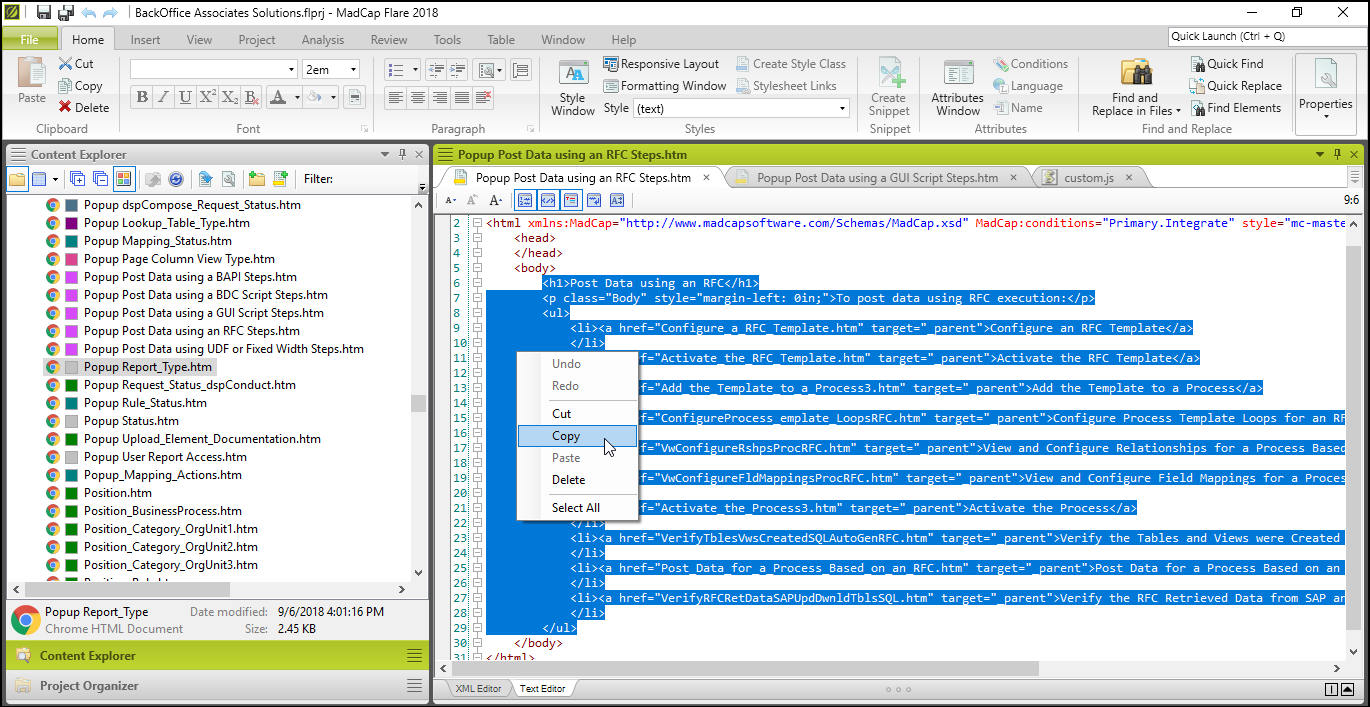 BackOffice Associates Solutions.flprj - MadCap Flare 2018
File Home Insert View Project Analysis Review Tools Table Window Help
Quick Launch (Ctrl + Q)
Paste
Cut
Copy
Delete
Clipboard
2em
B I U X² X₂ B A
Font
Paragraph
Style Window
Responsive Layout
Formatting Window
Style (text)
Create Style Class
Stylesheet Links
Styles
Create Snippet
Snippet
Attributes Window
Conditions
Language
Name
Attributes
Find and Replace in Files
Quick Find
Quick Replace
Find Elements
Find and Replace
Properties
Content Explorer
Filter:
Popup dspCompose_Request_Status.htm
Popup Lookup_Table_Type.htm
Popup Mapping_Status.htm
Popup Page Column View Type.htm
Popup Post Data using a BAPI Steps.htm
Popup Post Data using a BDC Script Steps.htm
Popup Post Data using a GUI Script Steps.htm
Popup Post Data using an RFC Steps.htm
Popup Post Data using UDF or Fixed Width Steps.htm
Popup Report_Type.htm
Popup Request_Status_dspConduct.htm
Popup Rule_Status.htm
Popup Status.htm
Popup Upload_Element_Documentation.htm
Popup User Report Access.htm
Popup_Mapping_Actions.htm
Position.htm
Position_BusinessProcess.htm
Position_Category_OrgUnit1.htm
Position_Category_OrgUnit2.htm
Position_Category_OrgUnit3.htm
Popup Report_Type Date modified: 9/6/2018 4:01:16 PM
Chrome HTML Document Size: 2.45 KB
Content Explorer
Project Organizer
Popup Post Data using an RFC Steps.htm
Popup Post Data using an RFC Steps.htm Popup Post Data using a GUI Script Steps.htm custom.js
9:6
2 <html xmlns:MadCap="http://www.madcapsoftware.com/Schemas/MadCap.xsd" MadCap:conditions="Primary.Integrate" style="mc-maste
3 <head>
4 </head>
5 <body>
6 <h1>Post Data using an RFC</h1>
7 <p class="Body" style="margin-left: 0in;">To post data using RFC execution:</p>
8 <ul>
9 <li><a href="Configure_a_RFC_Template.htm" target="_parent">Configure an RFC Template</a>
10 </li>
11 f="Activate_the_RFC_Template.htm" target="_parent">Activate the RFC Template</a>
12
13 f="Add_the_Template_to_a_Process3.htm" target="_parent">Add the Template to a Process</a>
14
15 f="ConfigureProcess_emplate_LoopsRFC.htm" target="_parent">Configure Process Template Loops for an RF
16
17 f="VwConfigureRshpsProcRFC.htm" target="_parent">View and Configure Relationships for a Process Based
18
19 f="VwConfigureFldMappingsProcRFC.htm" target="_parent">View and Configure Field Mappings for a Proces
20
21 f="Activate_the_Process3.htm" target="_parent">Activate the Process</a>
22 </li>
23 <li><a href="VerifyTblesVwsCreatedSQLAutoGenRFC.htm" target="_parent">Verify the Tables and Views were Created
24 </li>
25 <li><a href="Post_Data_for_a_Process_Based_on_an_RFC.htm" target="_parent">Post Data for a Process Based on an
26 </li>
27 <li><a href="VerifyRFCRetDataSAPUpdDwnldTblsSQL.htm" target="_parent">Verify the RFC Retrieved Data from SAP an
28 </li>
29 </ul>
30 </body>
31 </html>
Undo
Redo
Cut
Copy
Paste
Delete
Select All
XML Editor Text Editor